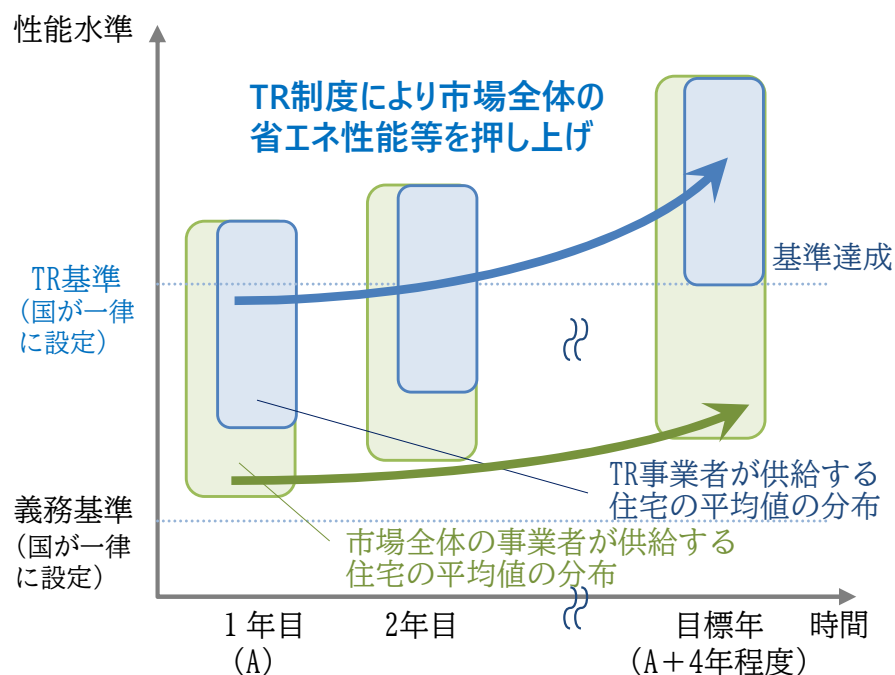 性能水準
TR制度により市場全体の
省エネ性能等を押し上げ
TR基準
(国が一律
に設定)
基準達成
TR事業者が供給する
住宅の平均値の分布
義務基準
(国が一律
に設定)
市場全体の事業者が供給する
住宅の平均値の分布
1年目
(A)
2年目
目標年
(A+4年程度)
時間